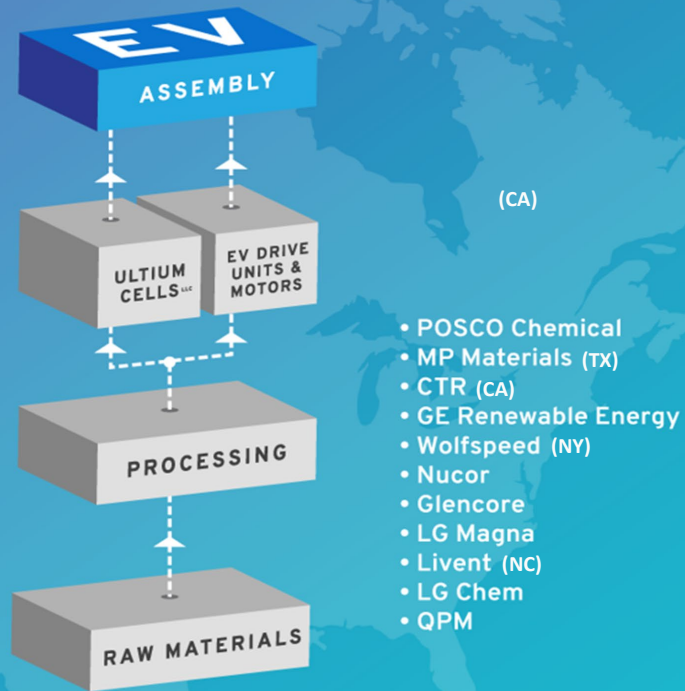 EV
ASSEMBLY
ULTIUM
CELLS LLC
EV DRIVE
UNITS &
MOTORS
PROCESSING
RAW MATERIALS
(CA)
• POSCO Chemical
• MP Materials (TX)
• CTR (CA)
• GE Renewable Energy
• Wolfspeed (NY)
• Nucor
• Glencore
• LG Magna
• Livent (NC)
• LG Chem
• QPM